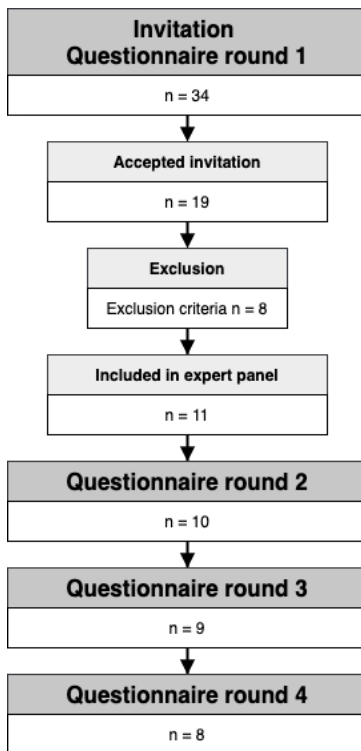 Invitation
Questionnaire round 1
n = 34
Accepted invitation
n = 19
Exclusion
Exclusion criteria n = 8
Included in expert panel
n = 11
Questionnaire round 2
n = 10
Questionnaire round 3
n = 9
Questionnaire round 4
n = 8